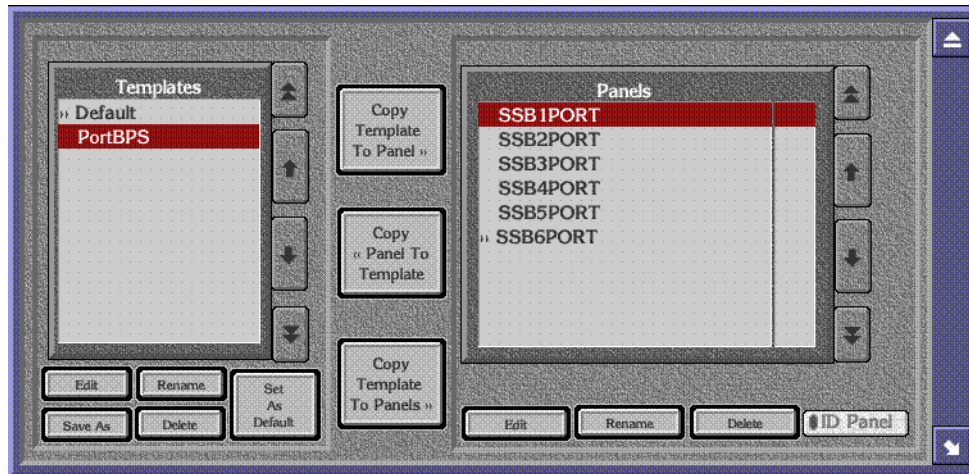 Templates
›› Default
PortBPS
Edit
Rename
Save As
Delete
Set
As
Default
Copy
Template
To Panel ››
Copy
‹‹ Panel To
Template
Copy
Template
To Panels ››
Panels
SSB1PORT
SSB2PORT
SSB3PORT
SSB4PORT
SSB5PORT
›› SSB6PORT
Edit
Rename
Delete
ID Panel